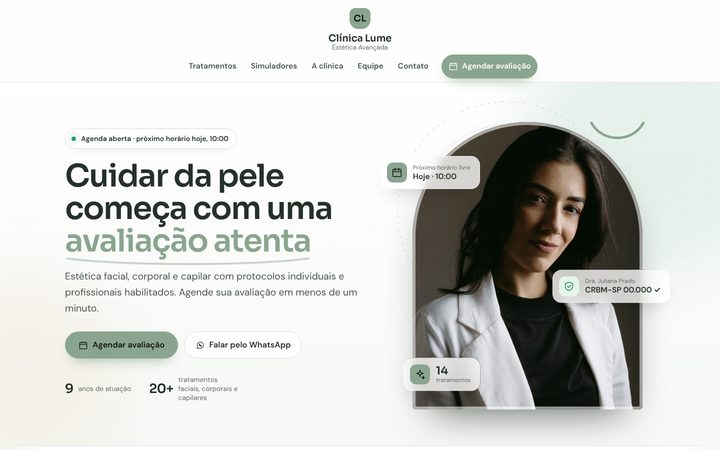 CL
Clínica Lume
Estética Avançada
Tratamentos
Simuladores
A clínica
Equipe
Contato
Agendar avaliação
Agenda aberta · próximo horário hoje, 10:00
Cuidar da pele
começa com uma
avaliação atenta
Estética facial, corporal e capilar com protocolos individuais e
profissionais habilitados. Agende sua avaliação em menos de um
minuto.
Agendar avaliação
Falar pelo WhatsApp
9 anos de atuação
20+ tratamentos
faciais, corporais e
capilares
Próximo horário livre
Hoje · 10:00
Dra. Juliana Prado
CRBM-SP 00.000 ✓
14
tratamentos